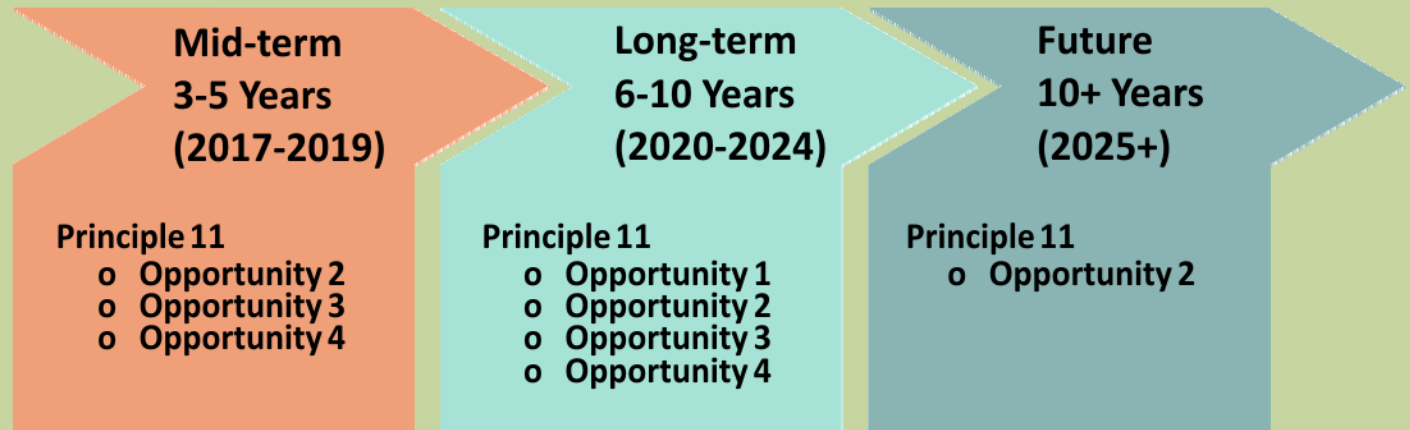 Mid-term
3-5 Years
(2017-2019)
Principle 11
o Opportunity 2
o Opportunity 3
o Opportunity 4
Long-term
6-10 Years
(2020-2024)
Principle 11
o Opportunity 1
o Opportunity 2
o Opportunity 3
o Opportunity 4
Future
10+ Years
(2025+)
Principle 11
o Opportunity 2